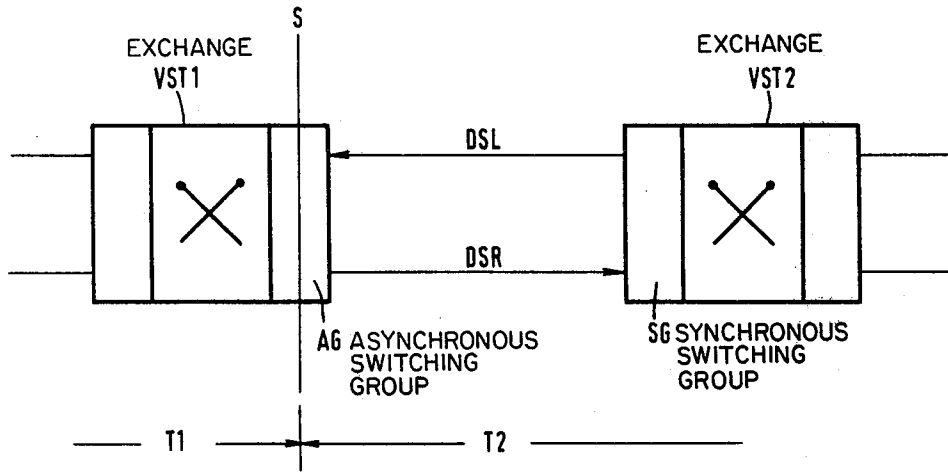 S
EXCHANGE
VST1
EXCHANGE
VST2
DSL
DSR
AG ASYNCHRONOUS
SWITCHING
GROUP
SG SYNCHRONOUS
SWITCHING
GROUP
T1
T2